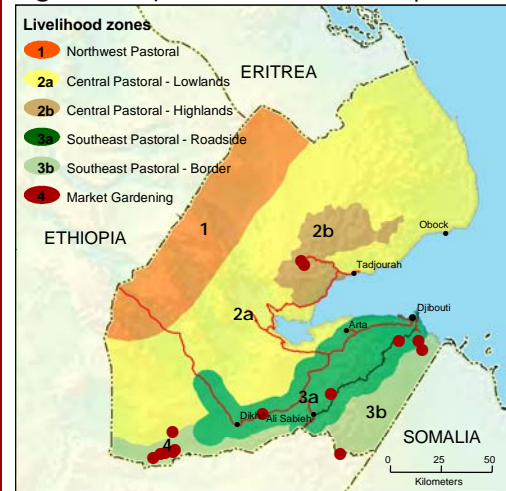 Livelihood zones
1 Northwest Pastoral
2a Central Pastoral - Lowlands
2b Central Pastoral - Highlands
3a Southeast Pastoral - Roadside
3b Southeast Pastoral - Border
4 Market Gardening
ERITREA
ETHIOPIA
1
2b
Obock
Tadjourah
2a
Djibouti
Arta
3a
Dikhil
Ali Sabieh
3b
4
SOMALIA
0 25 50
Kilometers